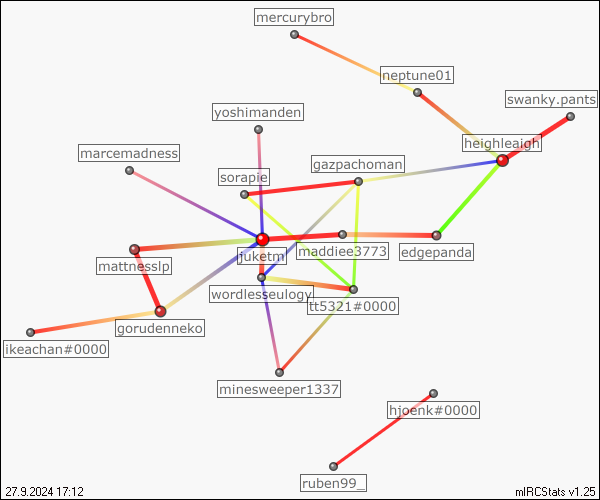 mercurybro
neptune01
swanky.pants
yoshimanden
heighleaigh
marcemadness
gazpachoman
sorapie
juketm
maddiee3773
edgepanda
mattnesslp
wordlesseulogy
tt5321#0000
gorudenneko
ikeachan#0000
minesweeper1337
hjoenk#0000
ruben99_
27.9.2024 17:12
mIRCStats v1.25